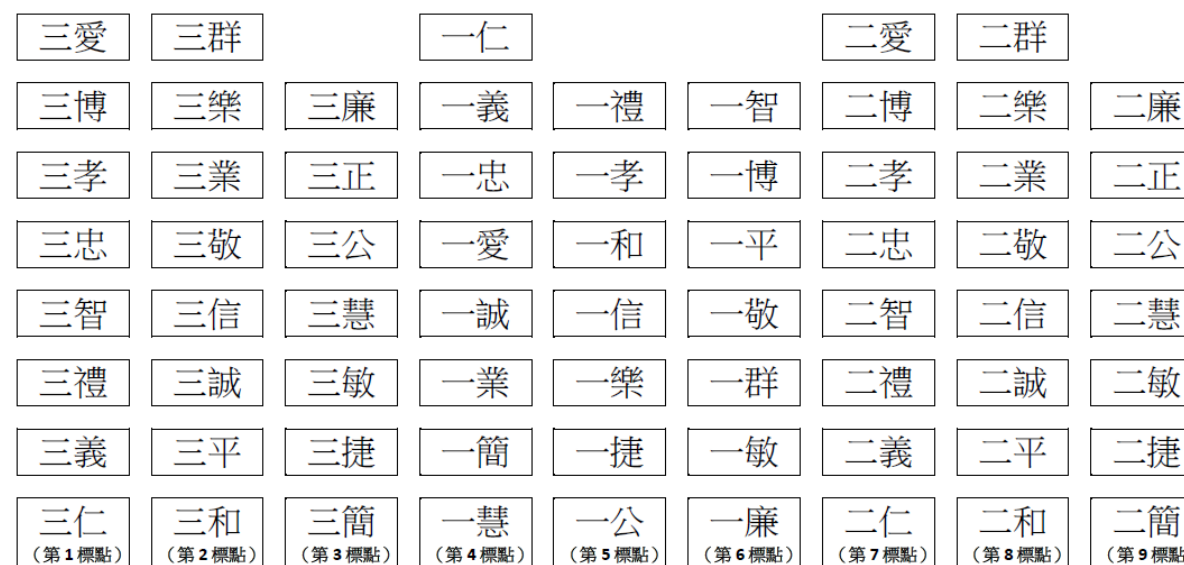 三愛 三群 一仁 二愛 二群
三博 三樂 三廉 一義 一禮 一智 二博 二樂 二廉
三孝 三業 三正 一忠 一孝 一博 二孝 二業 二正
三忠 三敬 三公 一愛 一和 一平 二忠 二敬 二公
三智 三信 三慧 一誠 一信 一敬 二智 二信 二慧
三禮 三誠 三敏 一業 一樂 一群 二禮 二誠 二敏
三義 三平 三捷 一簡 一捷 一敏 二義 二平 二捷
三仁 三和 三簡 一慧 一公 一廉 二仁 二和 二簡
（第1標點） （第2標點） （第3標點） （第4標點） （第5標點） （第6標點） （第7標點） （第8標點） （第9標點